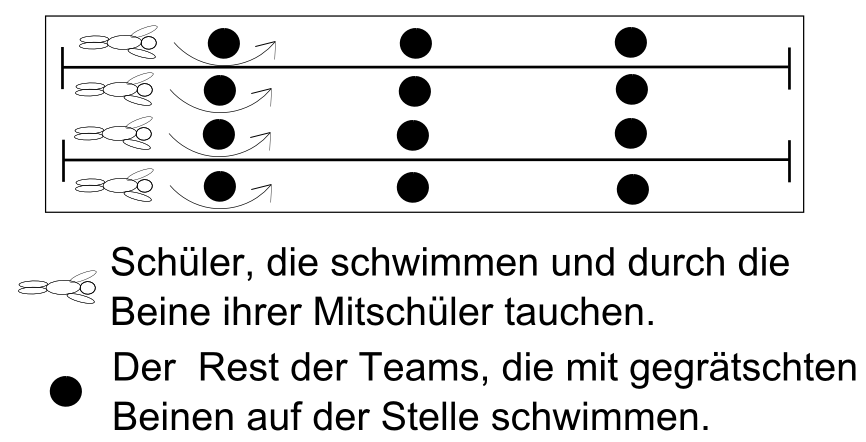 Schüler, die schwimmen und durch die
Beine ihrer Mitschüler tauchen.
Der  Rest der Teams, die mit gegrätschten
Beinen auf der Stelle schwimmen.